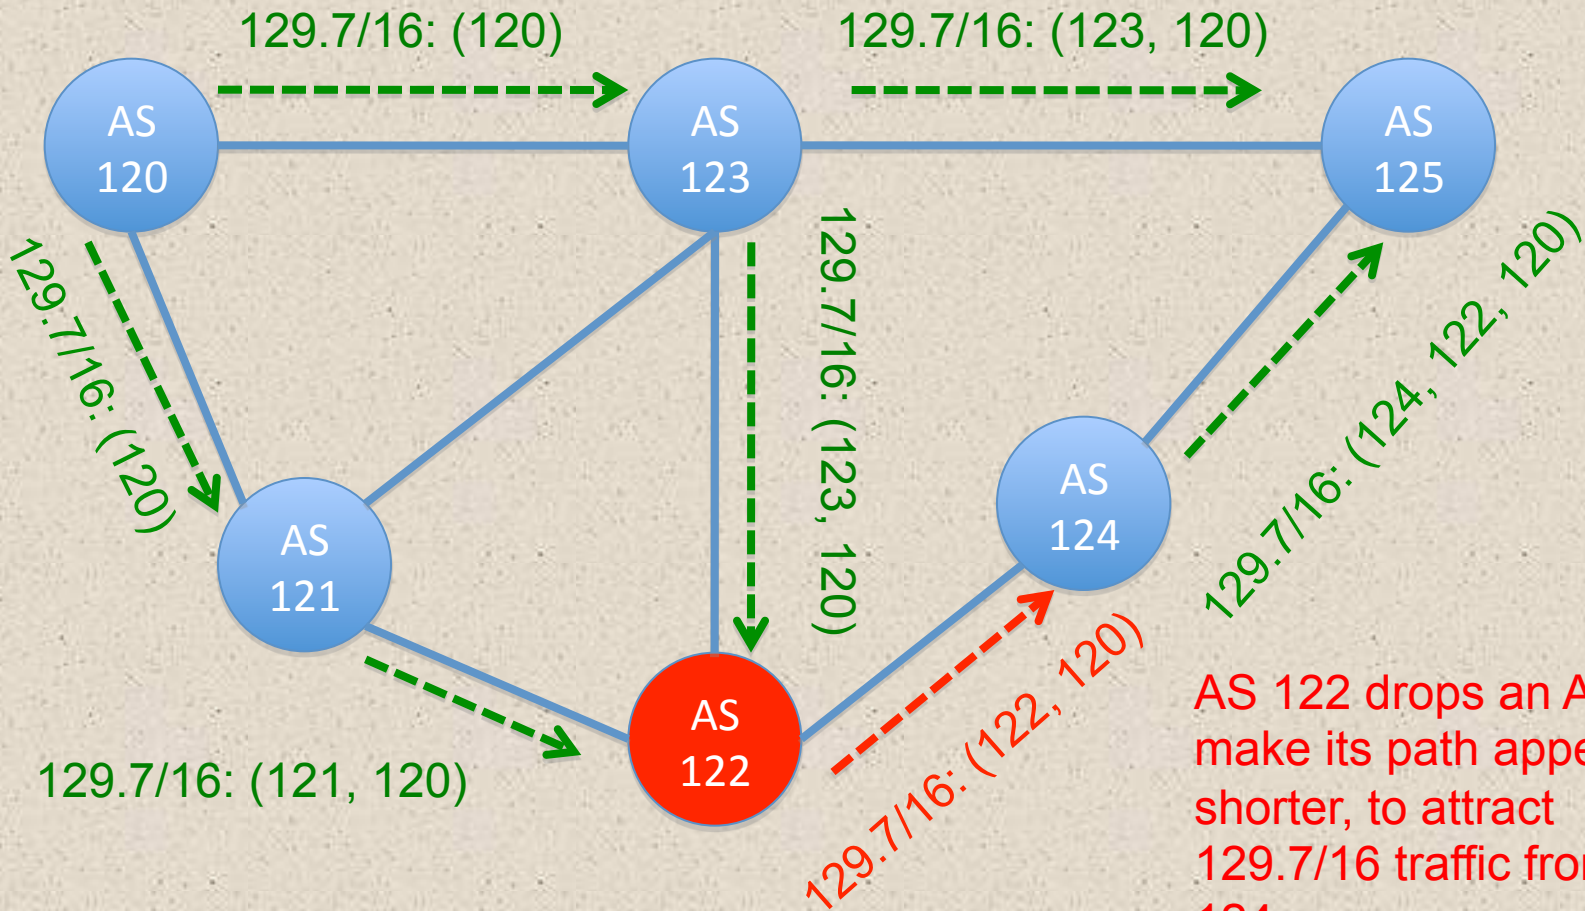 129.7/16: (120)
129.7/16: (123, 120)
AS
120
AS
123
AS
125
129.7/16: (120)
129.7/16: (123, 120)
129.7/16: (124, 122, 120)
AS
121
AS
124
129.7/16: (121, 120)
AS
122
129.7/16: (122, 120)
AS 122 drops an
make its path
shorter, to attract
129.7/16 traffic